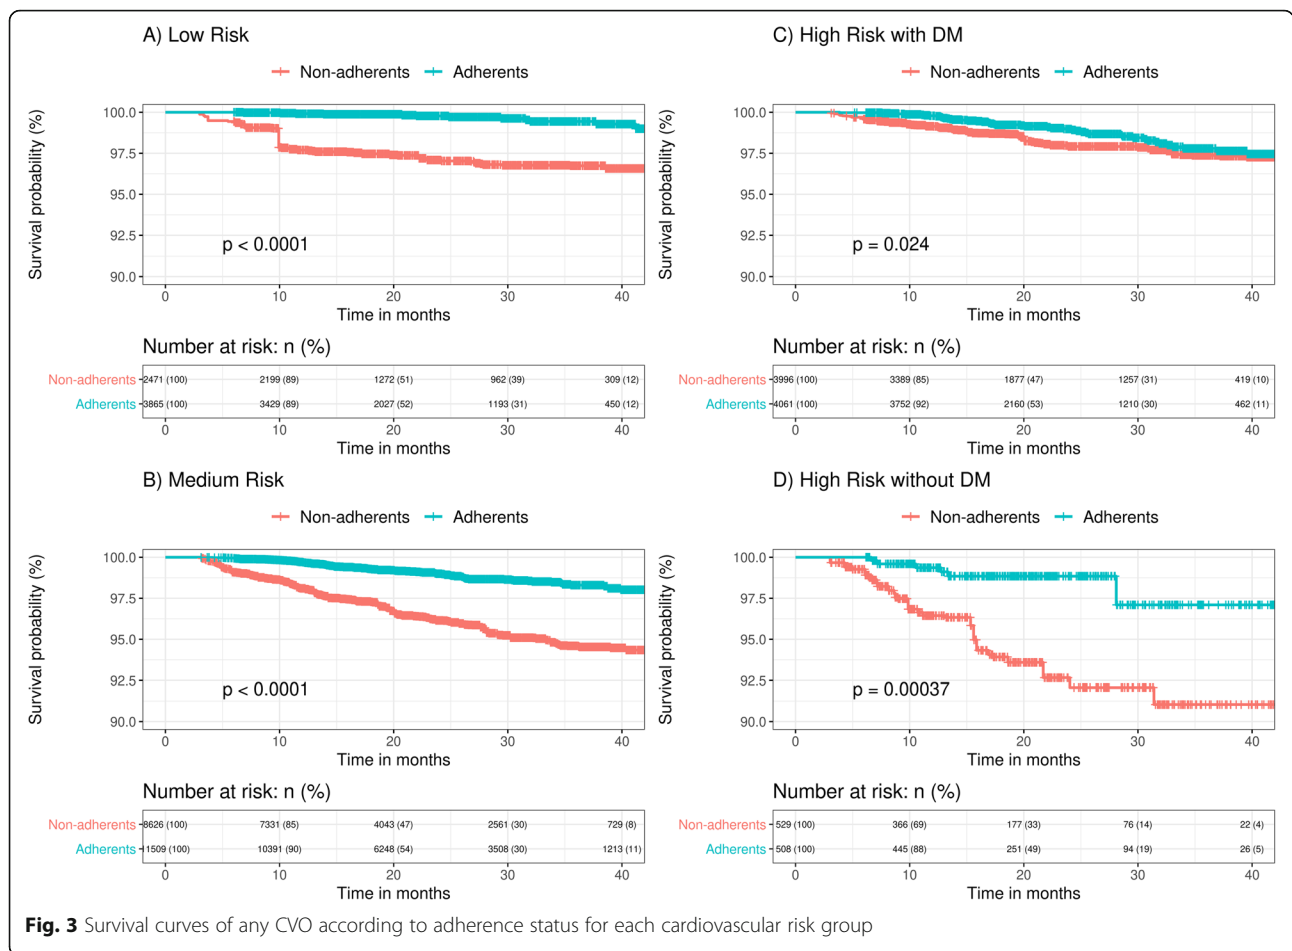 A) Low Risk
Non-adherents Adherents
Survival probability (%)
100.0
97.5
95.0
92.5
90.0
p < 0.0001
0 10 20 30 40
Time in months
Number at risk: n (%)
Non-adherents 2471 (100) 2199 (89) 1272 (51) 962 (39) 309 (12)
Adherents 3865 (100) 3429 (89) 2027 (52) 1193 (31) 450 (12)
0 10 20 30 40
Time in months
C) High Risk with DM
Non-adherents Adherents
Survival probability (%)
100.0
97.5
95.0
92.5
90.0
p = 0.024
0 10 20 30 40
Time in months
Number at risk: n (%)
Non-adherents 3996 (100) 3389 (85) 1877 (47) 1257 (31) 419 (10)
Adherents 4061 (100) 3752 (92) 2160 (53) 1210 (30) 462 (11)
0 10 20 30 40
Time in months
B) Medium Risk
Non-adherents Adherents
Survival probability (%)
100.0
97.5
95.0
92.5
90.0
p < 0.0001
0 10 20 30 40
Time in months
Number at risk: n (%)
Non-adherents 8626 (100) 7331 (85) 4043 (47) 2561 (30) 729 (8)
Adherents 11509 (100) 10391 (90) 6248 (54) 3508 (30) 1213 (11)
0 10 20 30 40
Time in months
D) High Risk without DM
Non-adherents Adherents
Survival probability (%)
100.0
97.5
95.0
92.5
90.0
p = 0.00037
0 10 20 30 40
Time in months
Number at risk: n (%)
Non-adherents 529 (100) 366 (69) 177 (33) 76 (14) 22 (4)
Adherents 508 (100) 445 (88) 251 (49) 94 (19) 26 (5)
0 10 20 30 40
Time in months
Fig. 3 Survival curves of any CVO according to adherence status for each cardiovascular risk group